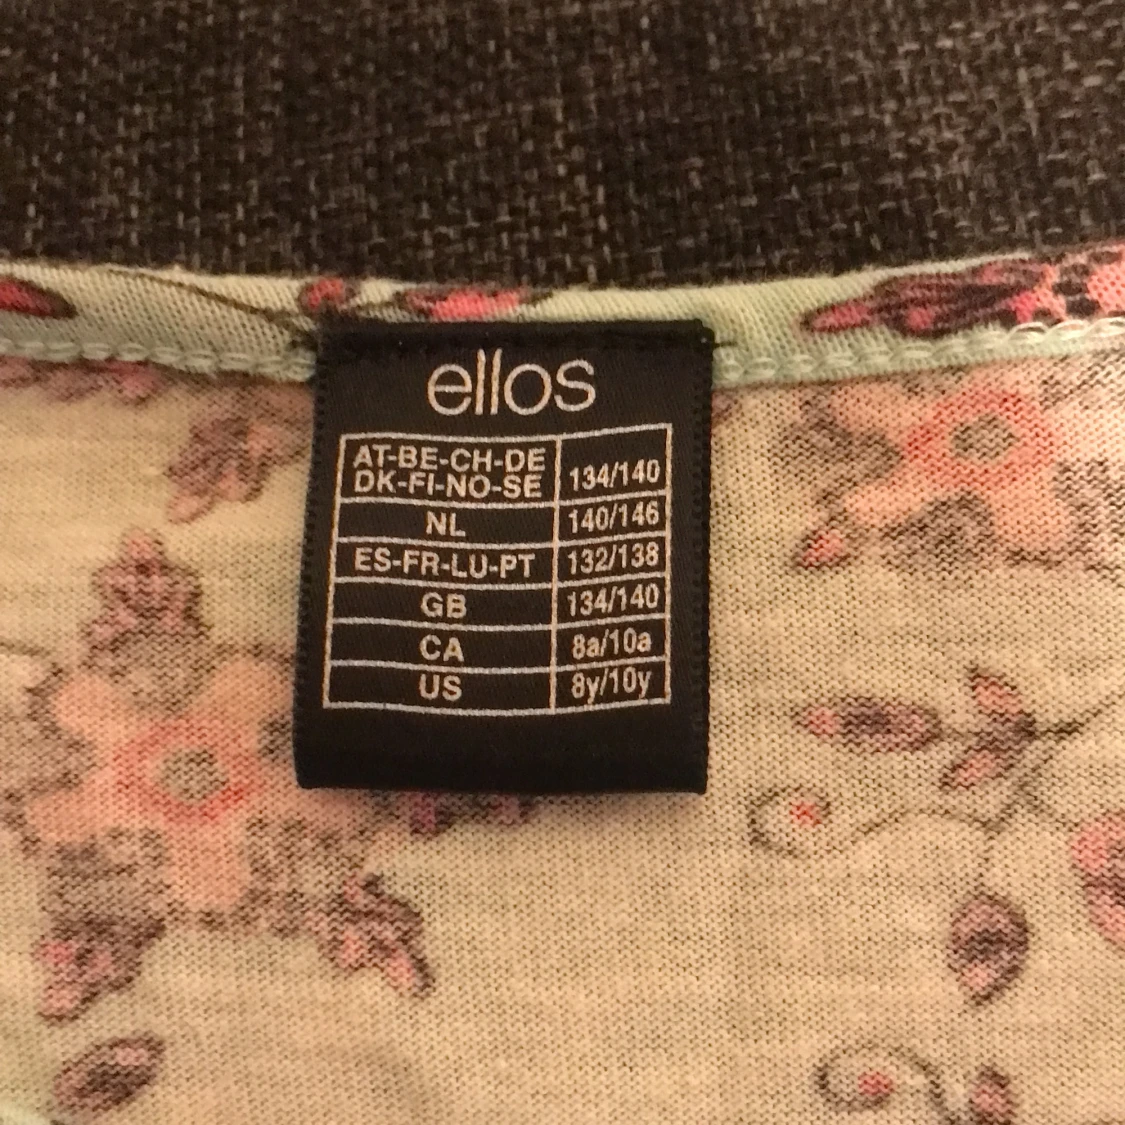 ellos
AT-BE-CH-DE
DK-FI-NO-SE 134/140
NL 140/146
ES-FR-LU-PT 132/138
GB 134/140
CA 8a/10a
US 8y/10y